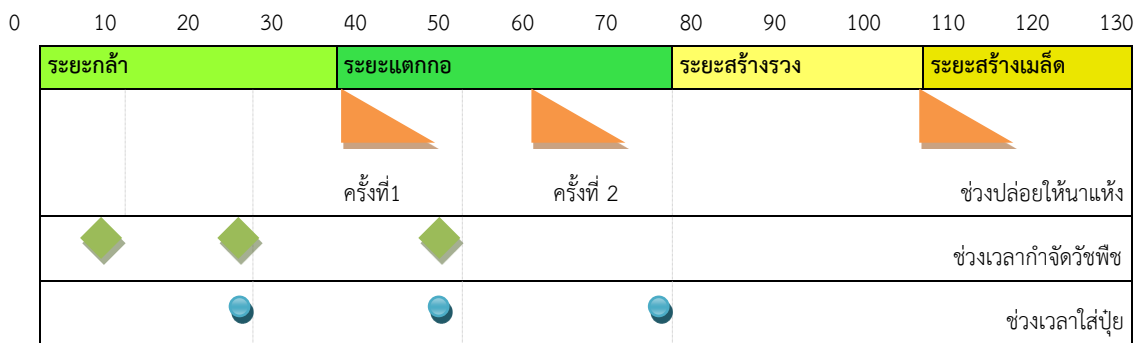 0 10 20 30 40 50 60 70 80 90 100 110 120 130
ระยะกล้า ระยะแตกกอ ระยะสร้างรวง ระยะสร้างเมล็ด
ครั้งที่1 ครั้งที่ 2 ช่วงปล่อยให้นาแห้ง
ช่วงเวลากำจัดวัชพืช
ช่วงเวลาใส่ปุ๋ย